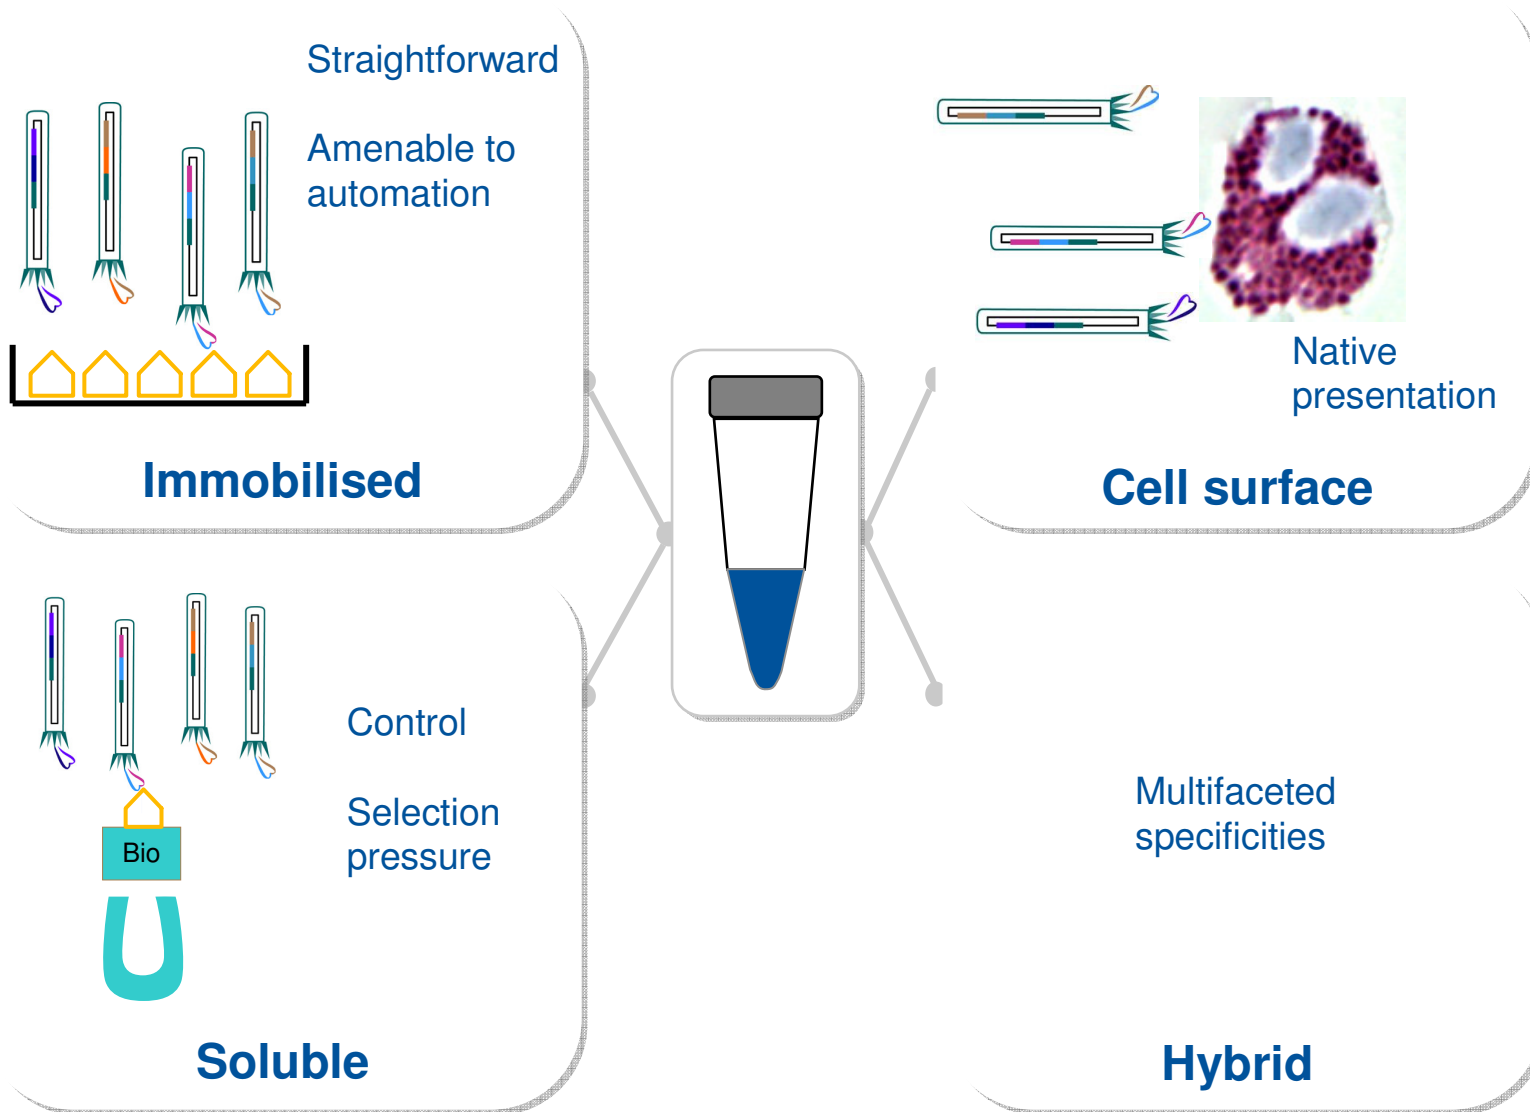 Straightforward
Amenable to
automation
Immobilised
Native
presentation
Cell surface
Control
Selection
pressure
Bio
Soluble
Multifaceted
specificities
Hybrid